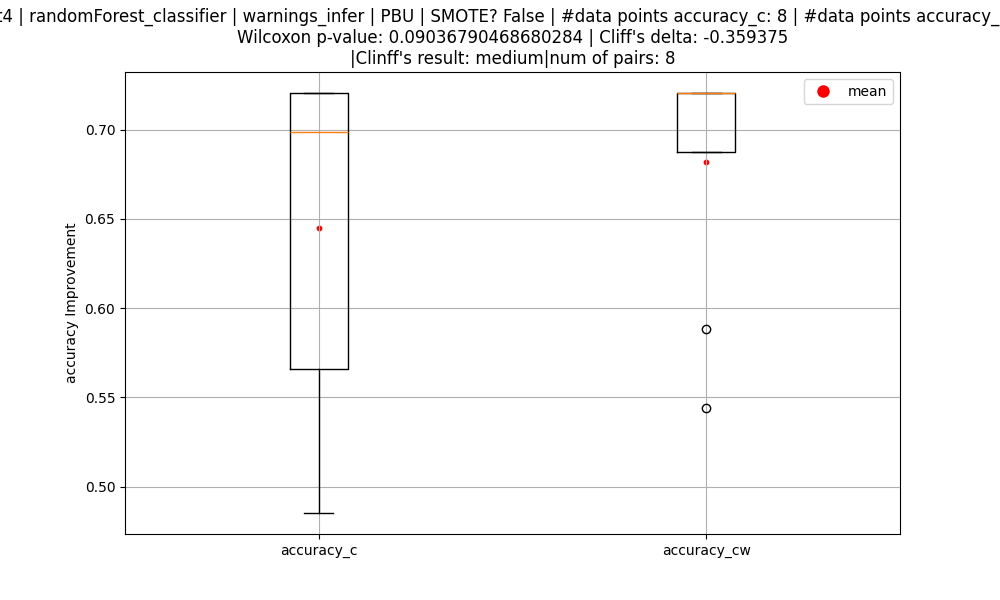 t4 | randomForest_classifier | warnings_infer | PBU | SMOTE? False | #data points accuracy_c: 8 | #data points accuracy_
Wilcoxon p-value: 0.09036790468680284 | Cliff's delta: -0.359375
|Clinff's result: medium|num of pairs: 8
mean
0.70
0.65
0.60
0.55
0.50
accuracy Improvement
accuracy_c
accuracy_cw